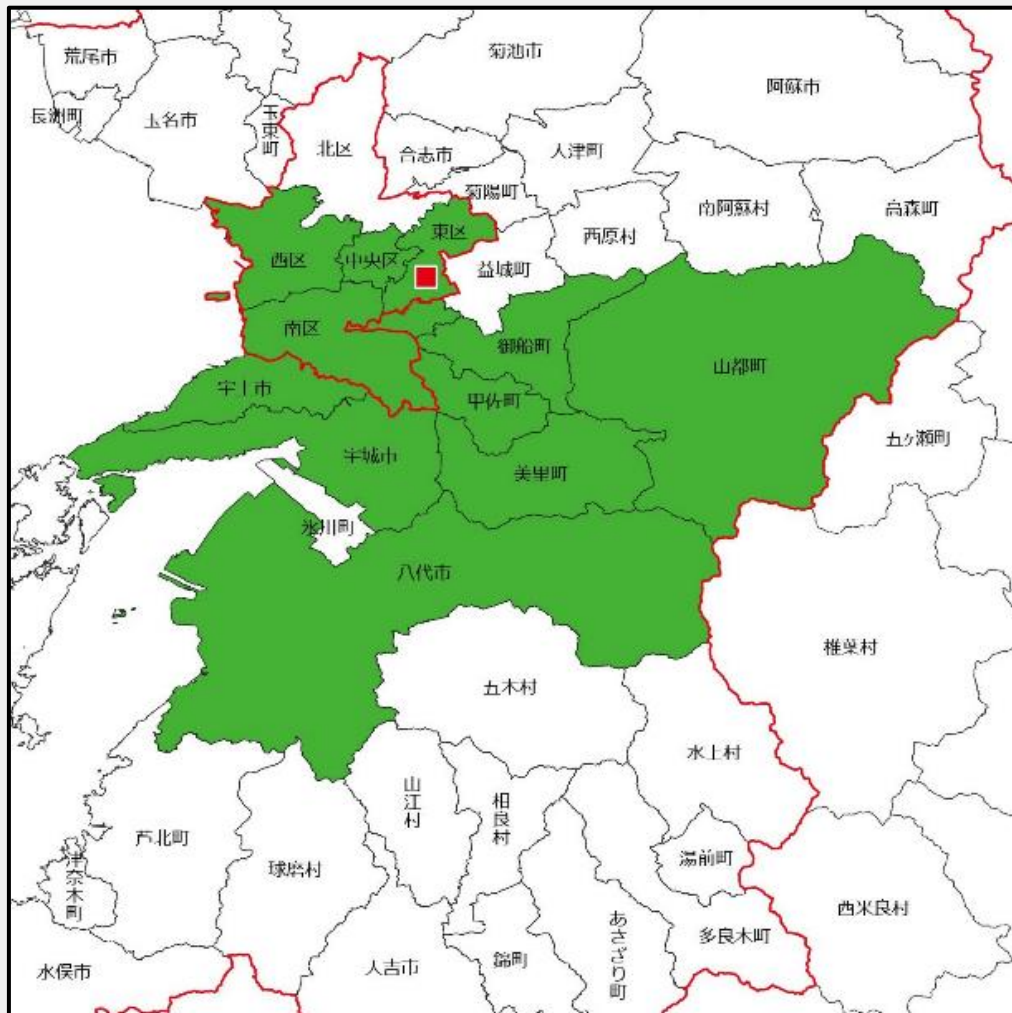 荒尾市
菊池市
阿蘇市
長洲町
玉名市
玉東町
北区
合志市
大津町
菊陽町
南阿蘇村
高森町
西原村
東区
西区
中央区
益城町
南区
御船町
山都町
宇土市
甲佐町
五ヶ瀬町
宇城市
美里町
氷川町
八代市
椎葉村
五木村
水上村
山江村
相良村
芦北町
湯前町
球磨村
津奈木町
西米良村
あさぎり町
多良木町
水俣市
人吉市
錦町